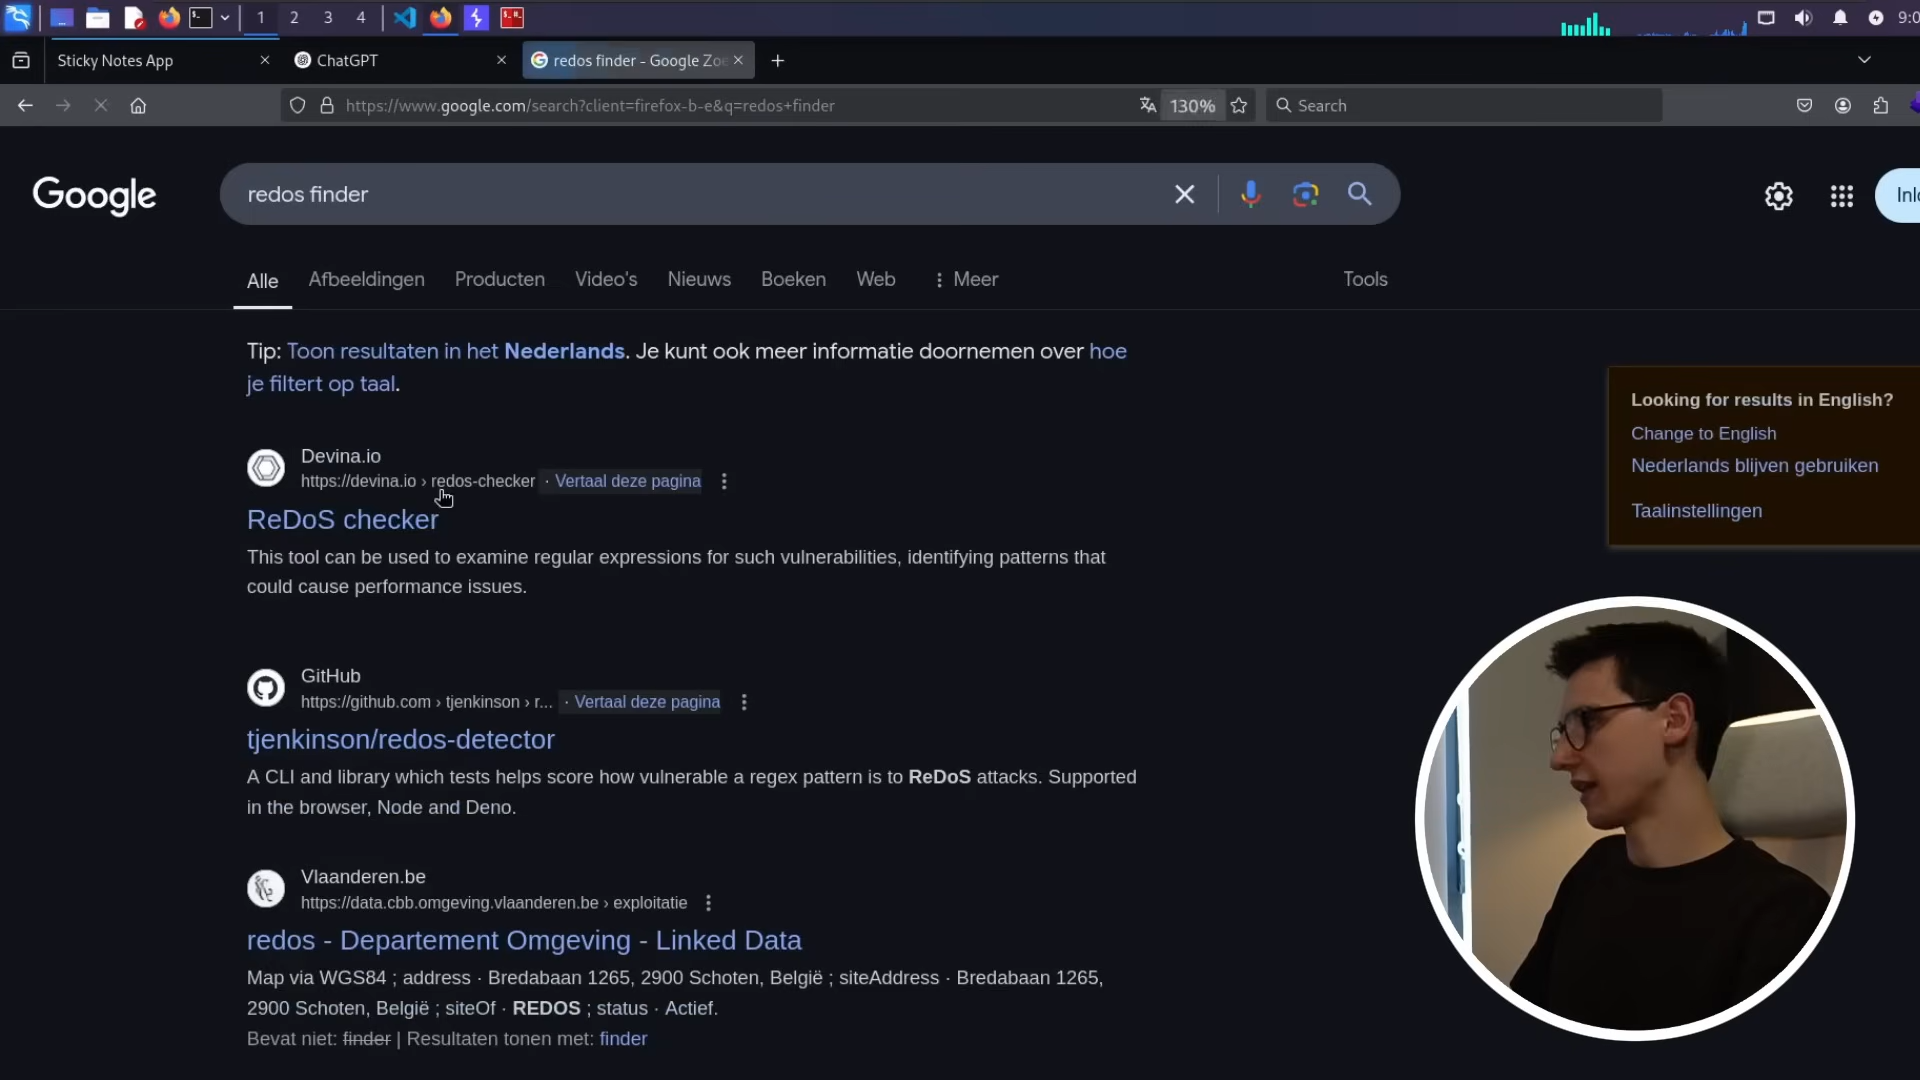 1 2 3 4 9:0
Sticky Notes App
ChatGPT
redos finder - Google Zoe
https://www.google.com/search?client=firefox-b-e&q=redos+finder
130%
Search
Google
redos finder
Inlo
Alle
Afbeeldingen
Producten
Video's
Nieuws
Boeken
Web
Meer
Tools
Tip: Toon resultaten in het Nederlands. Je kunt ook meer informatie doornemen over hoe
je filtert op taal.
Looking for results in English?
Change to English
Nederlands blijven gebruiken
Taalinstellingen
Devina.io
https://devina.io › redos-checker · Vertaal deze pagina
ReDoS checker
This tool can be used to examine regular expressions for such vulnerabilities, identifying patterns that
could cause performance issues.
GitHub
https://github.com › tjenkinson › r... · Vertaal deze pagina
tjenkinson/redos-detector
A CLI and library which tests helps score how vulnerable a regex pattern is to ReDoS attacks. Supported
in the browser, Node and Deno.
Vlaanderen.be
https://data.cbb.omgeving.vlaanderen.be › exploitatie
redos - Departement Omgeving - Linked Data
Map via WGS84 ; address · Bredabaan 1265, 2900 Schoten, België ; siteAddress · Bredabaan 1265,
2900 Schoten, België ; siteOf · REDOS ; status · Actief.
Bevat niet: finder | Resultaten tonen met: finder